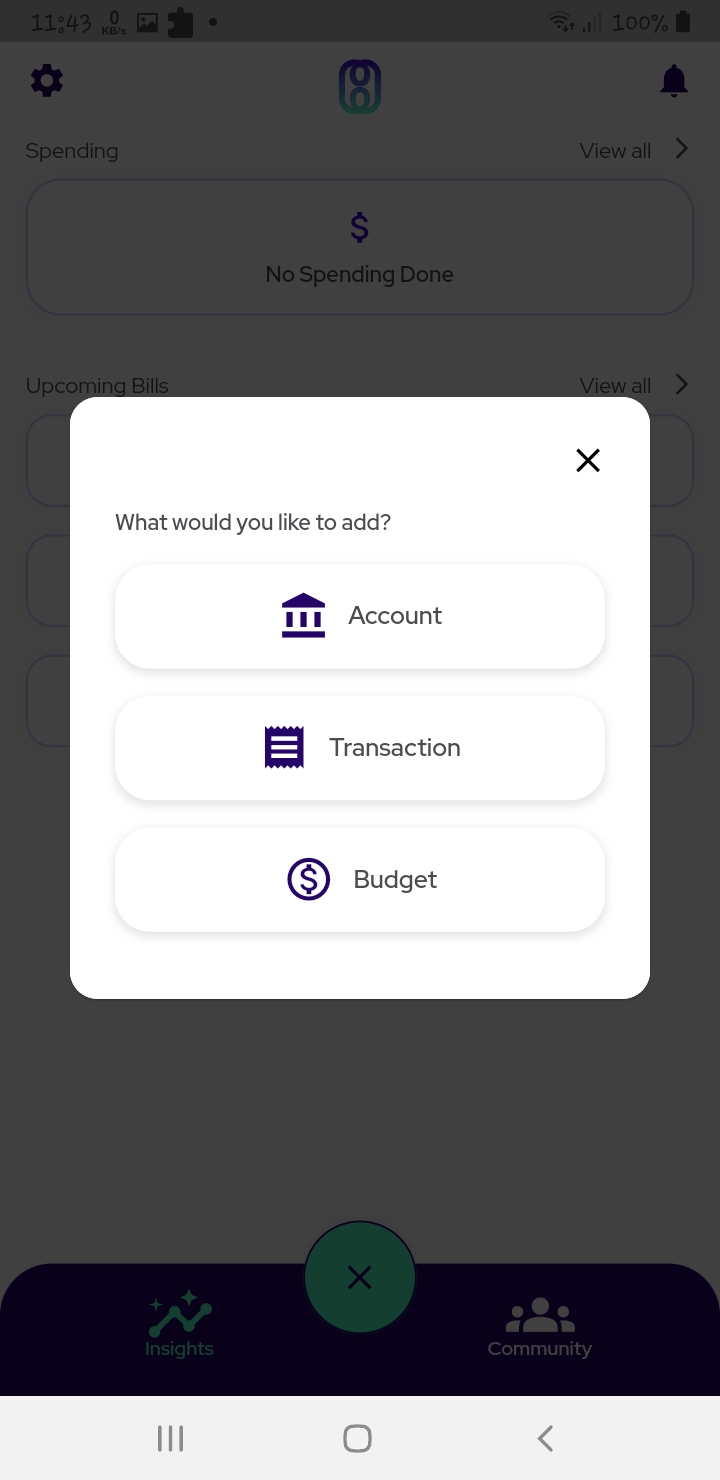 11:43 0 KB/s 100%
Spending View all
$
No Spending Done
Upcoming Bills View all
What would you like to add?
Account
Transaction
Budget
Insights Community